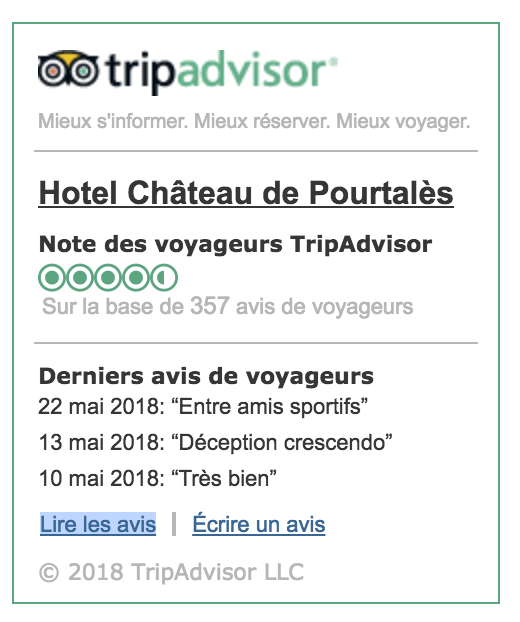 tripadvisor®
Mieux s'informer. Mieux réserver. Mieux voyager.
Hotel Château de Pourtalès
Note des voyageurs TripAdvisor
Sur la base de 357 avis de voyageurs
Derniers avis de voyageurs
22 mai 2018: “Entre amis sportifs”
13 mai 2018: “Déception crescendo”
10 mai 2018: “Très bien”
Lire les avis | Écrire un avis
© 2018 TripAdvisor LLC